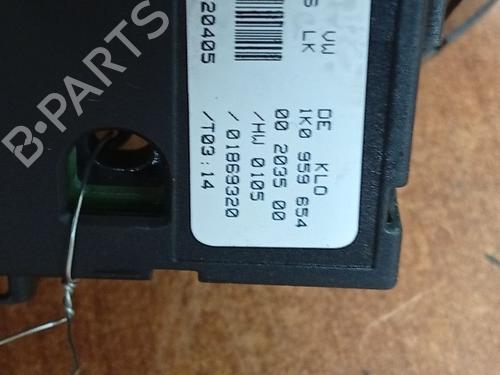 VW
LK
20405
DE KLO
1K0 959 654
00 2035 00
/HW 0105
/ 01869320
/T03:14
B-PARTS